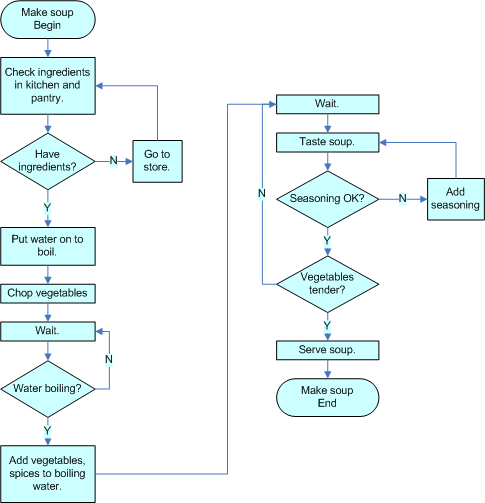 Make soup
Begin
Check ingredients
in kitchen and
pantry.
Have
ingredients?
N
Go to
store.
Y
Put water on to
boil.
Chop vegetables
Wait.
N
Water boiling?
Y
Add vegetables,
spices to boiling
water.
Wait.
Taste soup.
N
Seasoning OK?
N
Add
seasoning
Y
Vegetables
tender?
Y
Serve soup.
Make soup
End